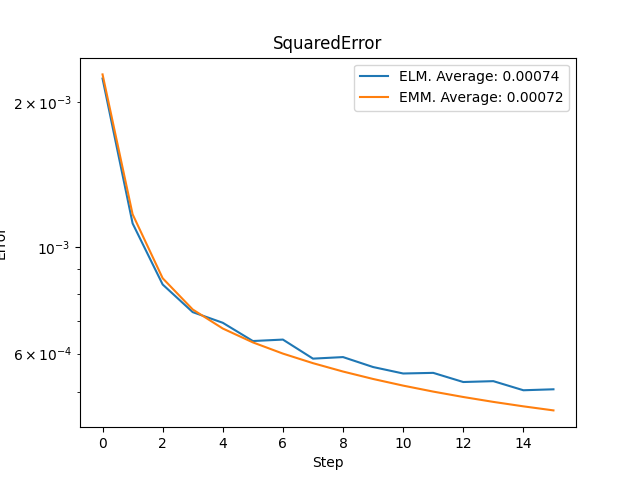 SquaredError
ELM. Average: 0.00074
EMM. Average: 0.00072
2 × 10⁻³
10⁻³
6 × 10⁻⁴
Error
0 2 4 6 8 10 12 14
Step